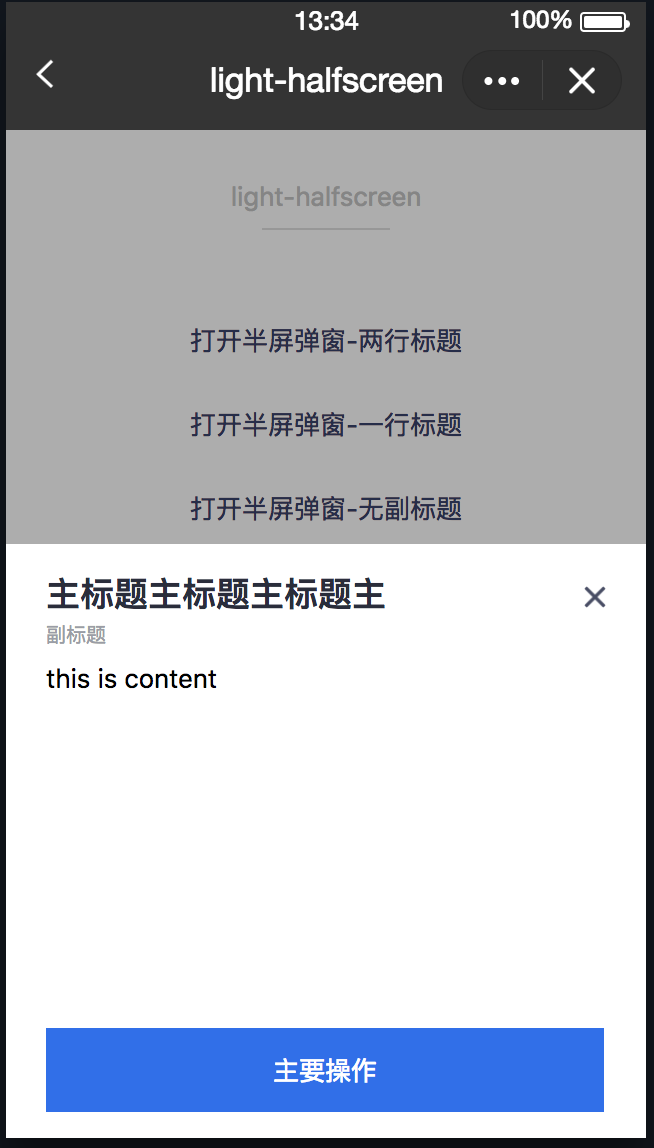 13:34
100%
light-halfscreen
light-halfscreen
打开半屏弹窗-两行标题
打开半屏弹窗-一行标题
打开半屏弹窗-无副标题
主标题主标题主标题主
副标题
this is content
主要操作